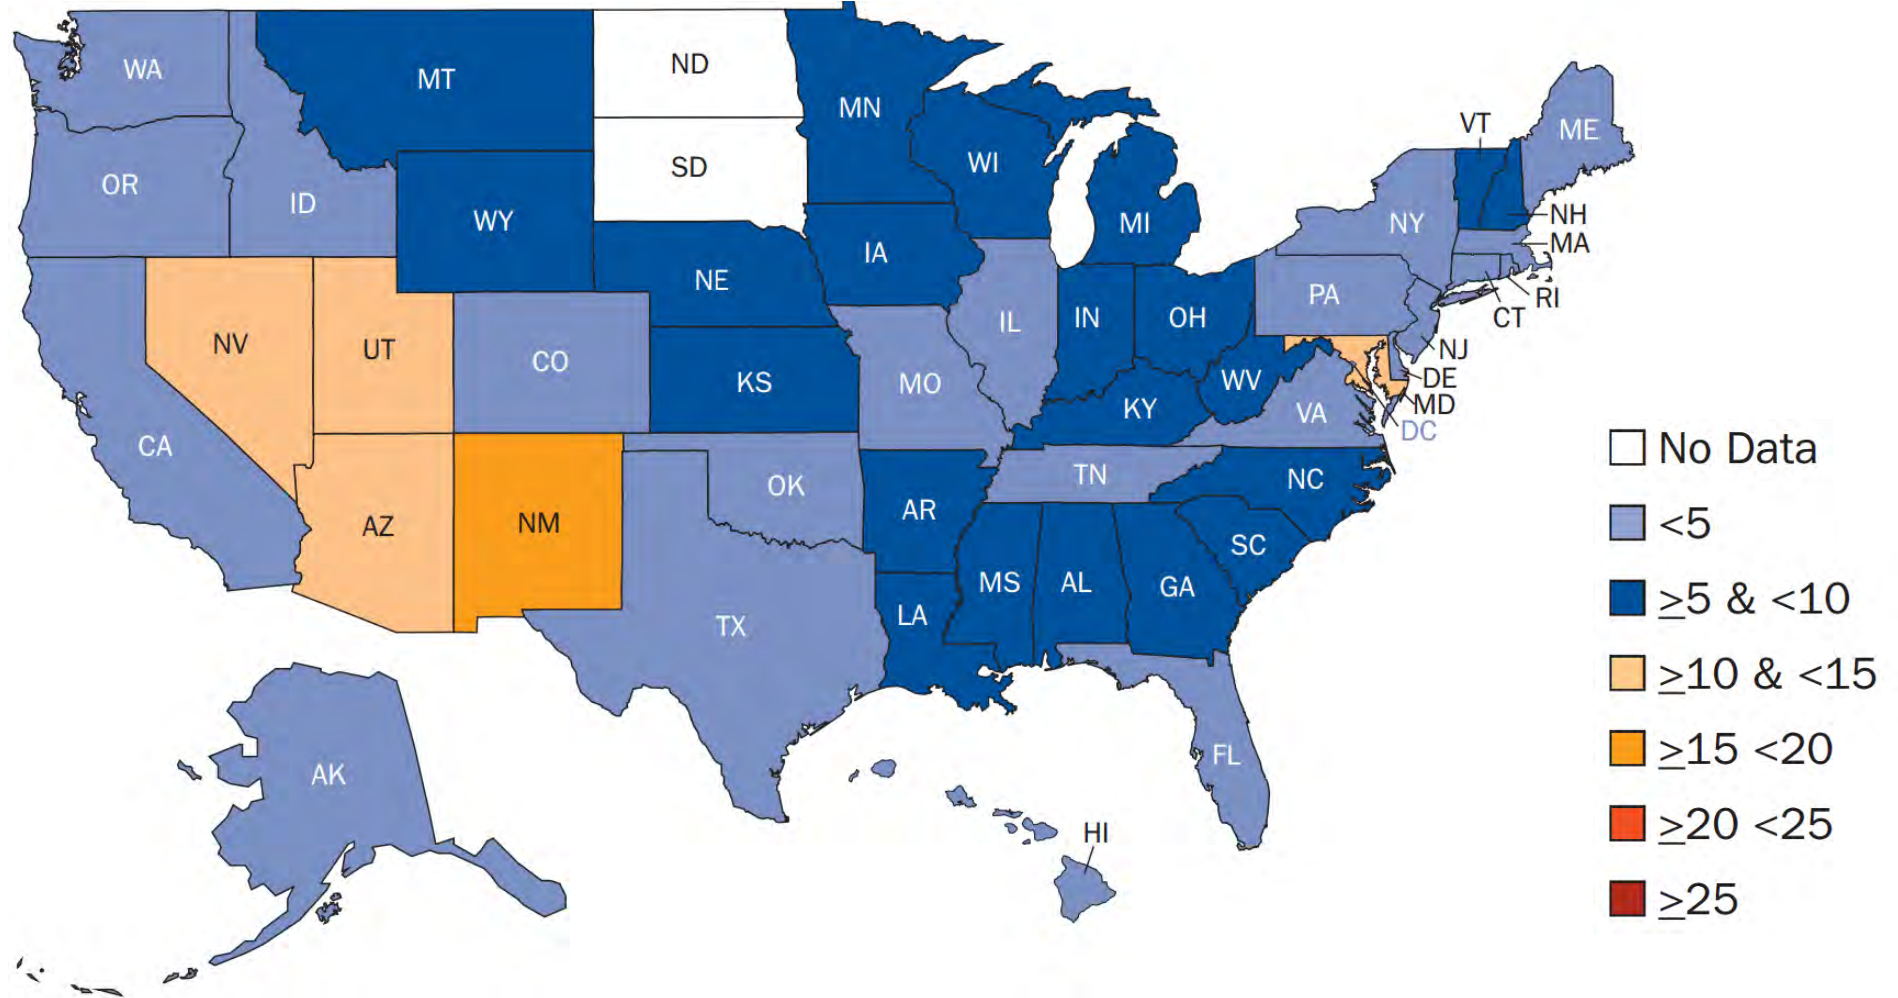 WA
MT
ND
MN
VT
ME
OR
ID
WY
SD
WI
MI
NY
NH
MA
NE
IA
PA
RI
CT
NV
UT
CO
KS
MO
IL
IN
OH
WV
KY
VA
NJ
DE
MD
DC
CA
AZ
NM
OK
AR
TN
NC
SC
TX
LA
MS
AL
GA
FL
AK
HI
No Data
<5
≥5 & <10
≥10 & <15
≥15 <20
≥20 <25
≥25